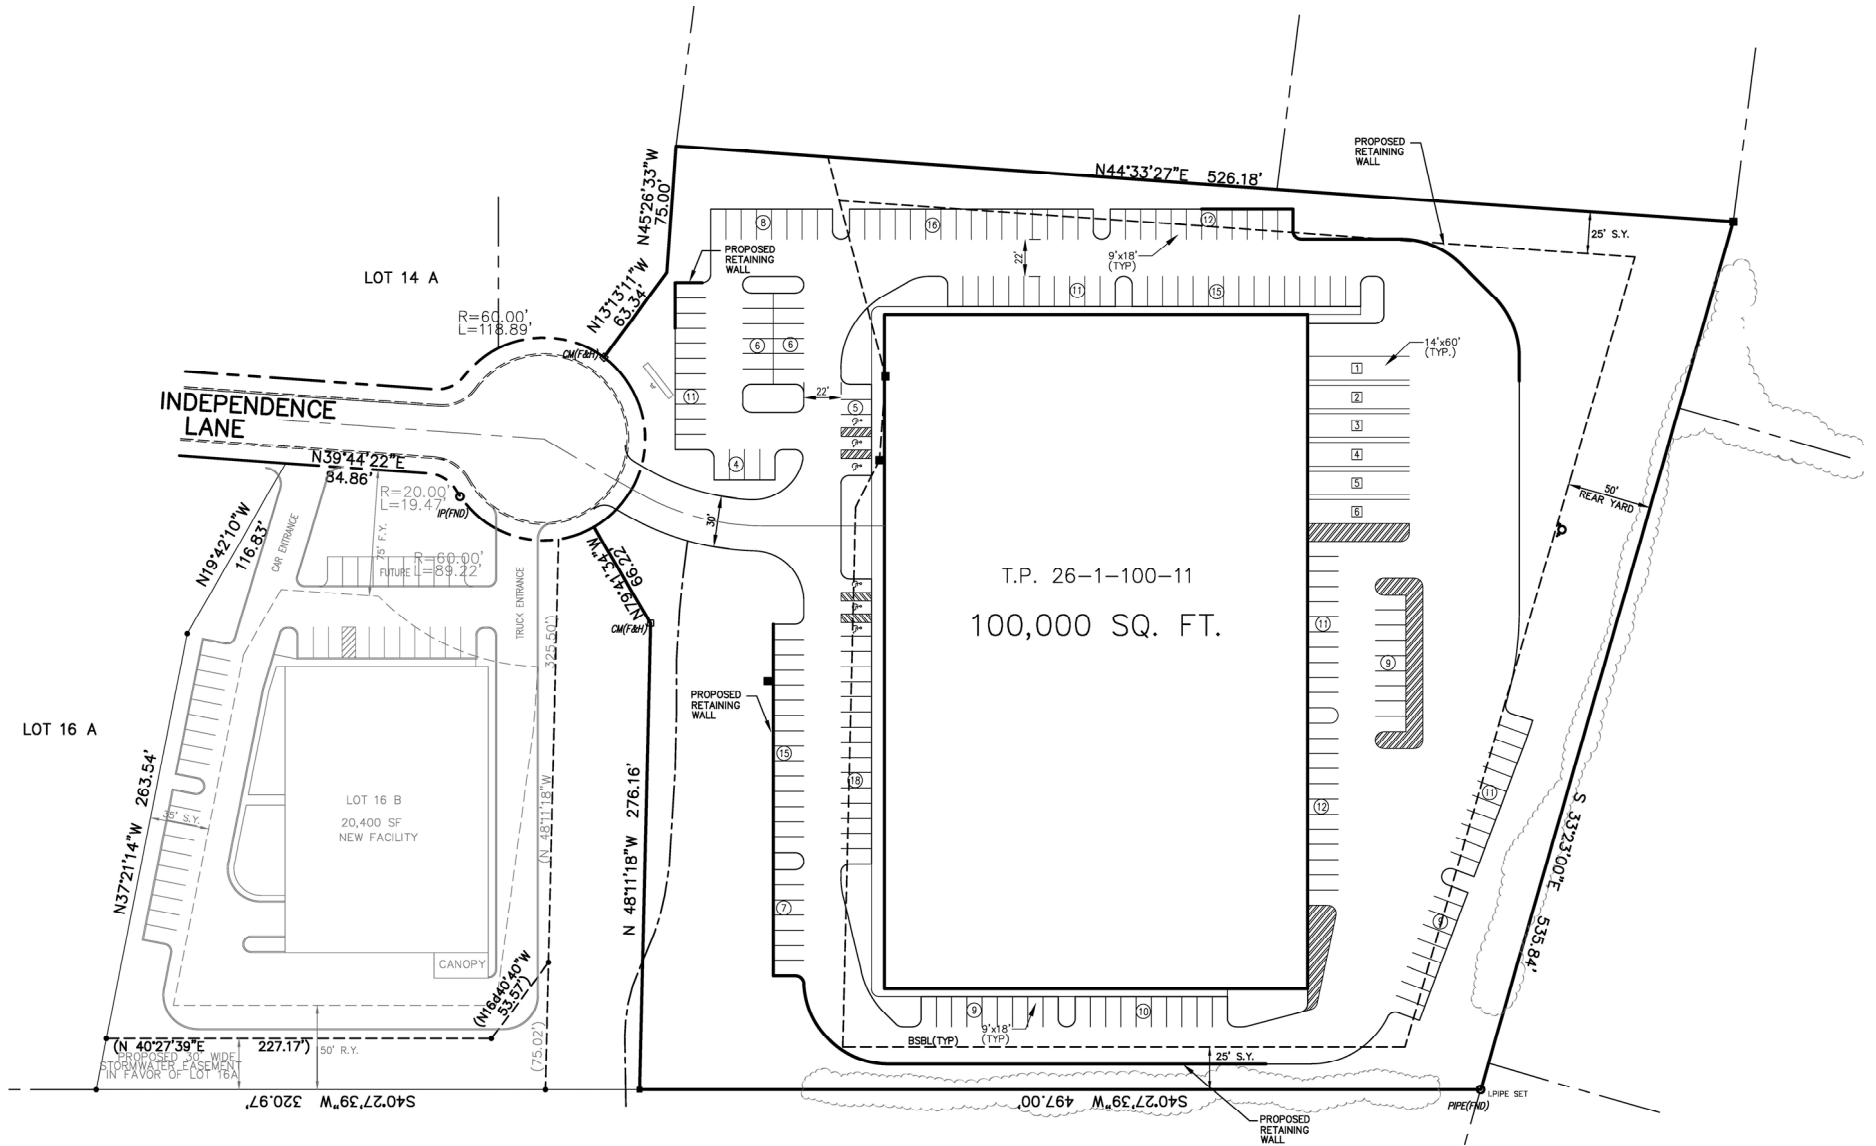 N44°33'27"E 526.18'
PROPOSED
RETAINING
WALL
25' S.Y.
N45°26'33"W
75.00'
8
16
12
9'x18'
(TYP)
22'
PROPOSED
RETAINING
WALL
LOT 14 A
N13°13'11"W
63.34'
R=60.00'
L=118.89'
CM(F&H)
11
15
6
6
11
22'
5
4
14'x60'
(TYP.)
1
2
3
4
5
6
INDEPENDENCE
LANE
N39°44'22"E
84.86'
R=20.00'
L=19.47'
IP(FND)
75' F.Y.
R=60.00'
FUTURE L=89.22'
N19°42'10"W
116.83'
CAR ENTRANCE
TRUCK ENTRANCE
30'
N79°41'34"W
66.22'
CM(F&H)
50'
REAR YARD
T.P. 26-1-100-11
100,000 SQ. FT.
11
9
325.50')
(N 48°11'18"W
PROPOSED
RETAINING
WALL
15
18
12
11
LOT 16 A
N37°21'14"W 263.54'
35' S.Y.
LOT 16 B
20,400 SF
NEW FACILITY
N 48°11'18"W 276.16'
S 33°23'00"E 535.84'
7
9
CANOPY
(N16d40'40"W
53.57')
9
10
9'x18'
(TYP)
BSBL(TYP)
25' S.Y.
(N 40°27'39"E 227.17')
PROPOSED 30' WIDE
STORMWATER EASEMENT
IN FAVOR OF LOT 16A
50' R.Y.
(75.02')
S40°27'39"W 320.97'
S40°27'39"W 497.00'
I.PIPE SET
PIPE(FND)
PROPOSED
RETAINING
WALL